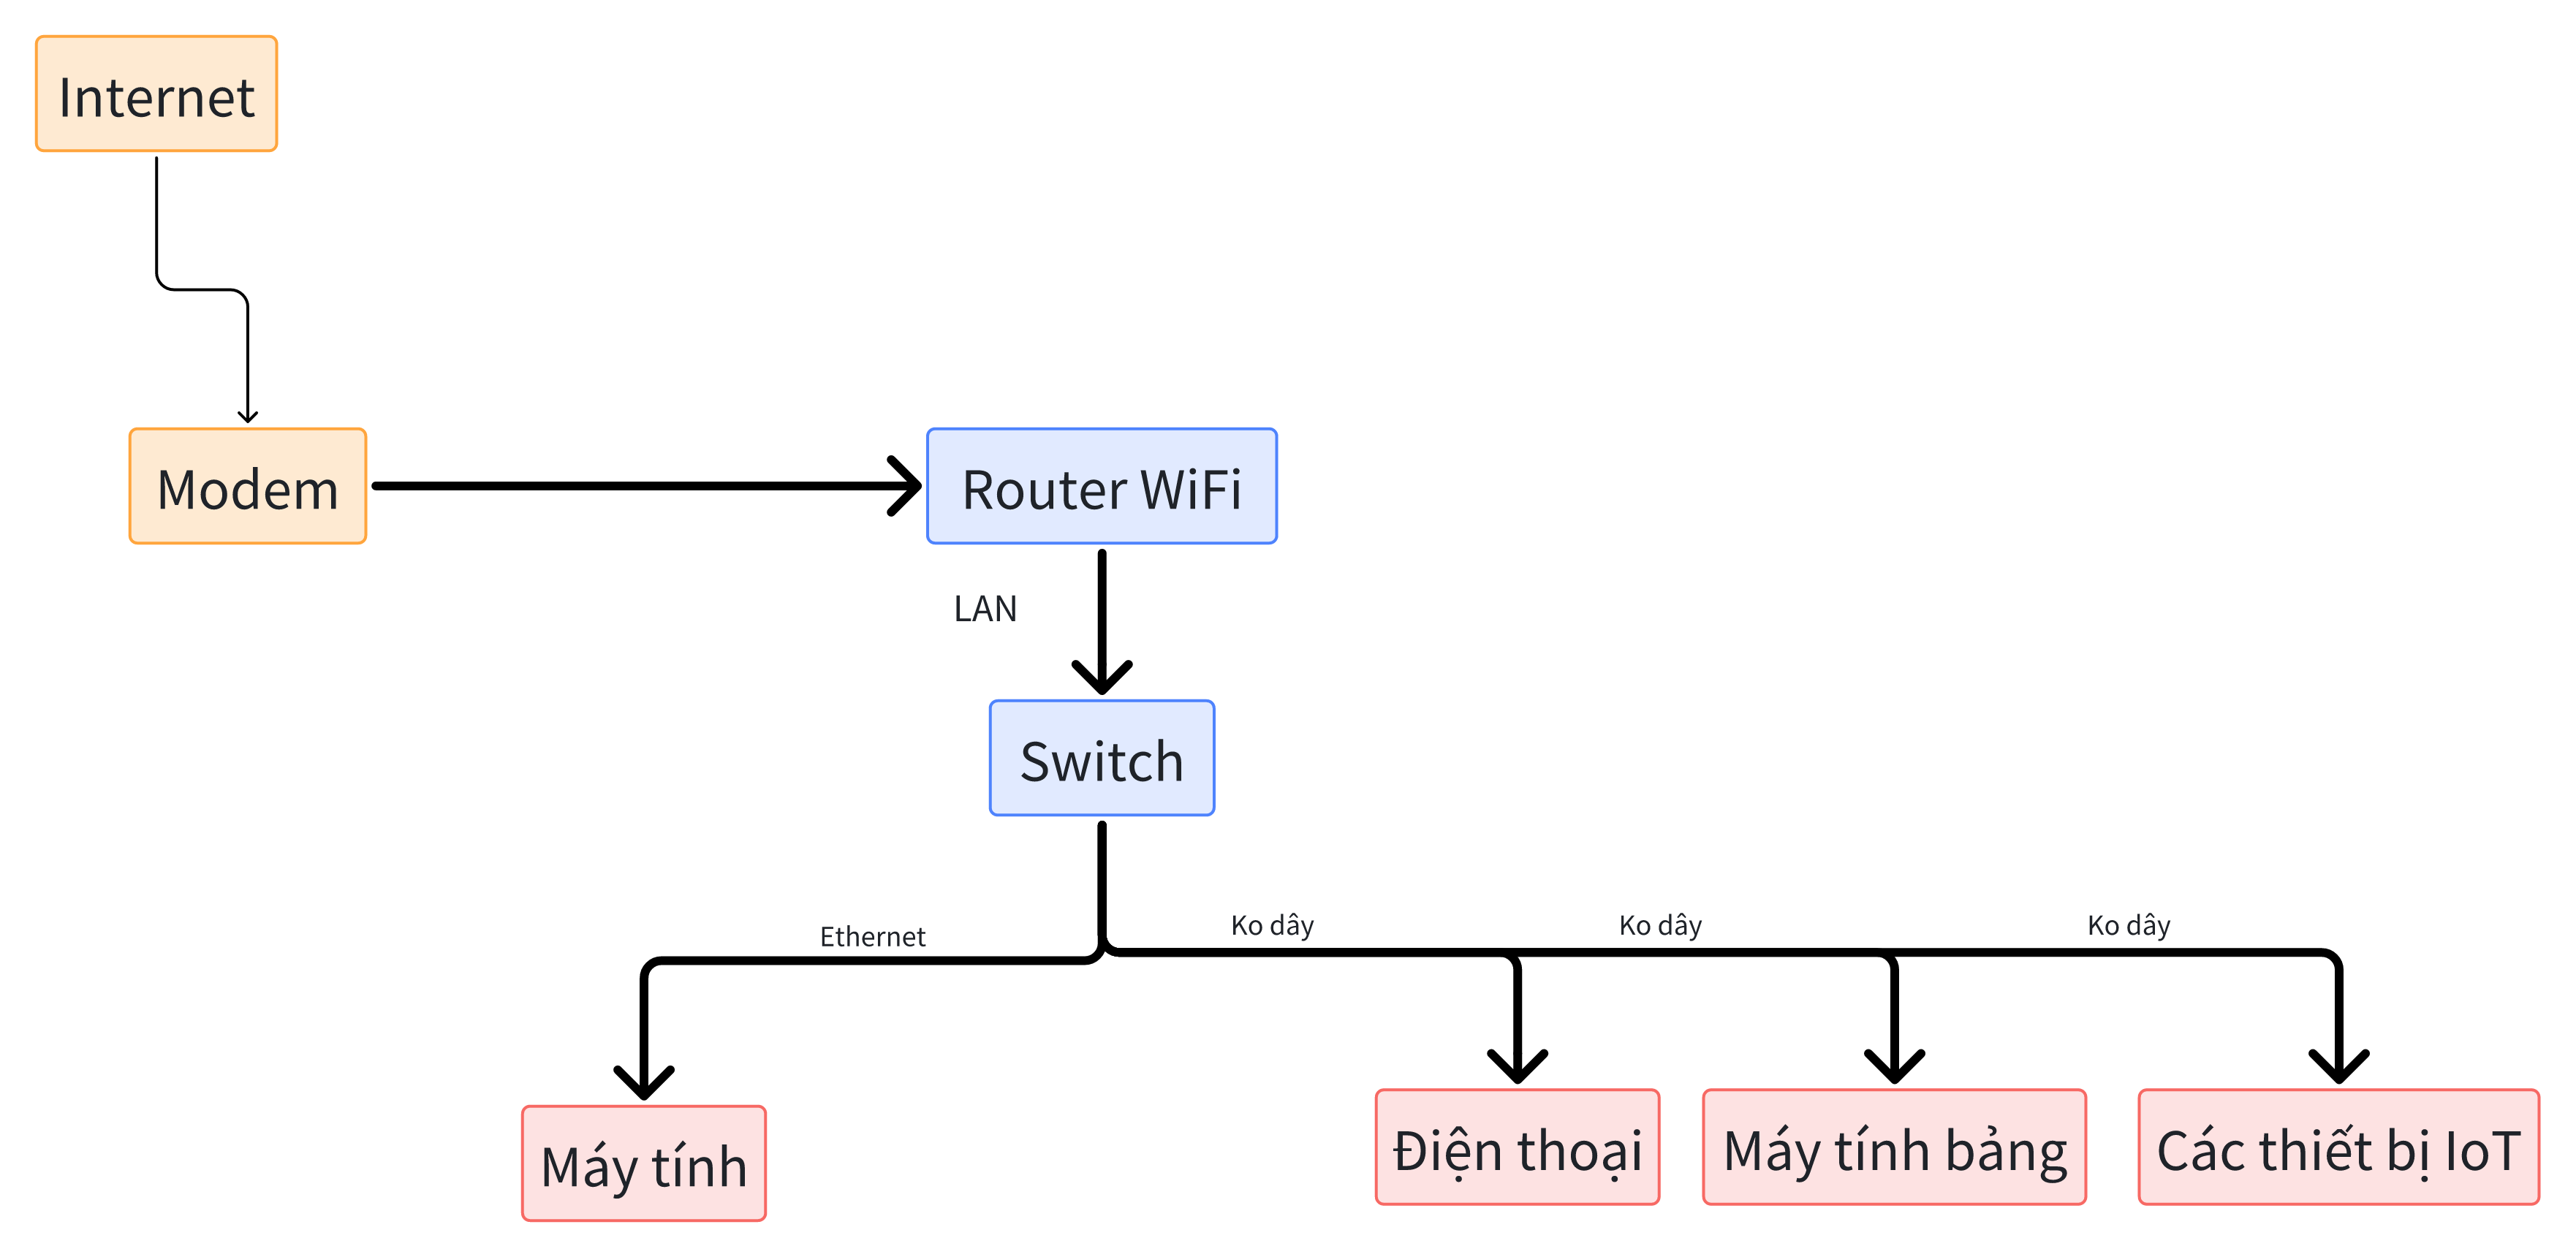 Internet
Modem
Router WiFi
LAN
Switch
Ethernet
Ko dây
Ko dây
Ko dây
Máy tính
Điện thoại
Máy tính bảng
Các thiết bị IoT